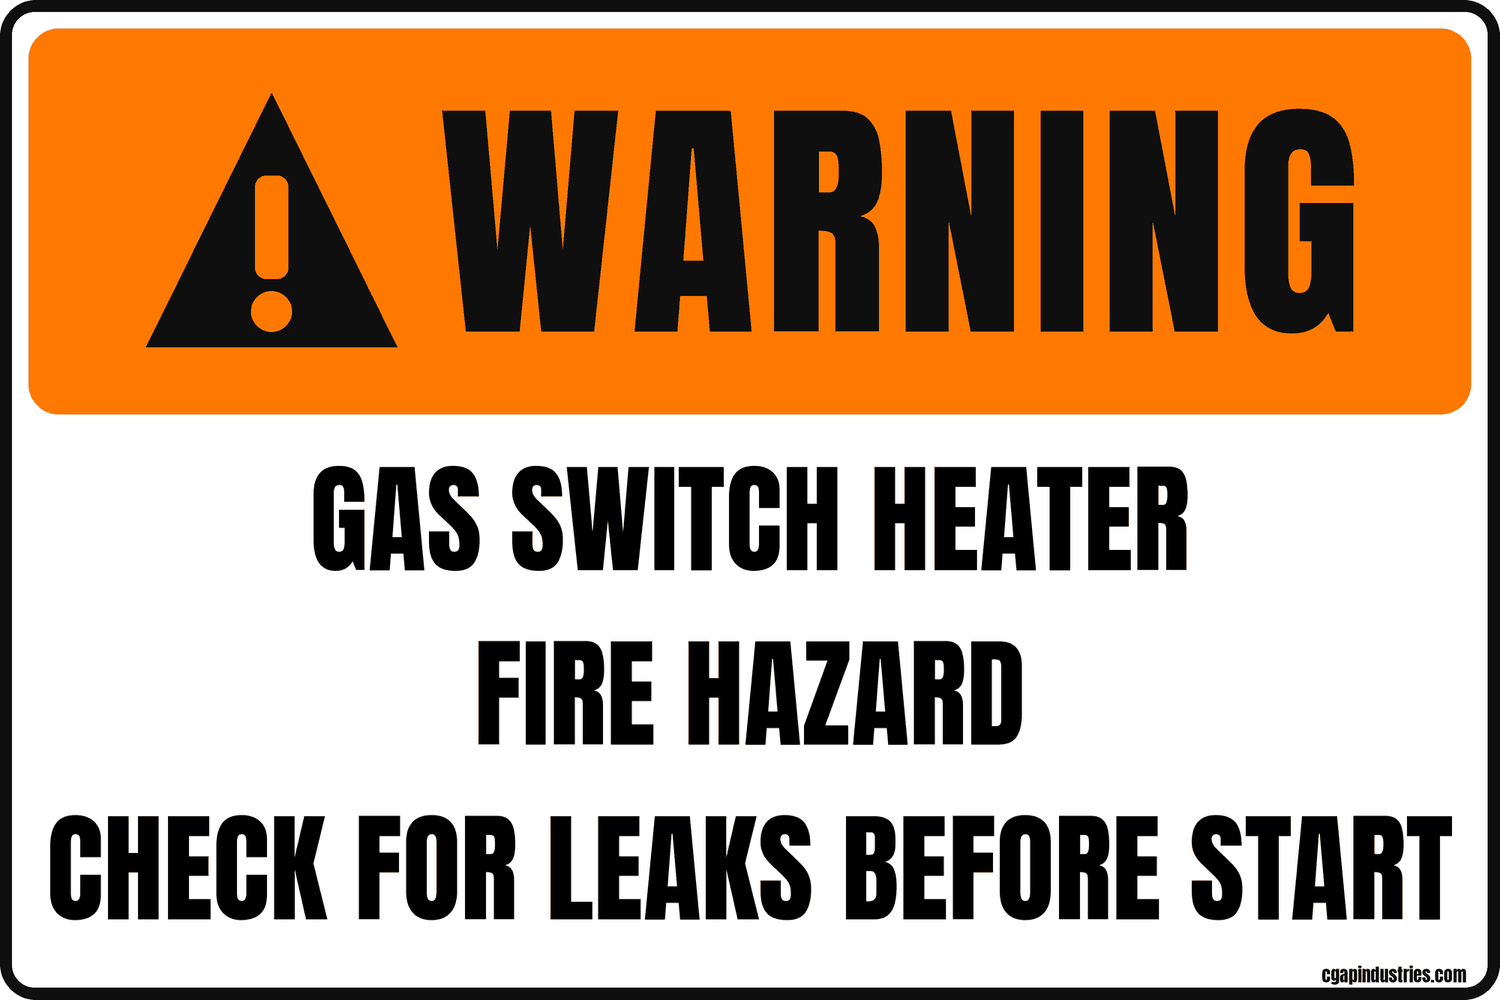 WARNING
GAS SWITCH HEATER
FIRE HAZARD
CHECK FOR LEAKS BEFORE START
cgapindustries.com